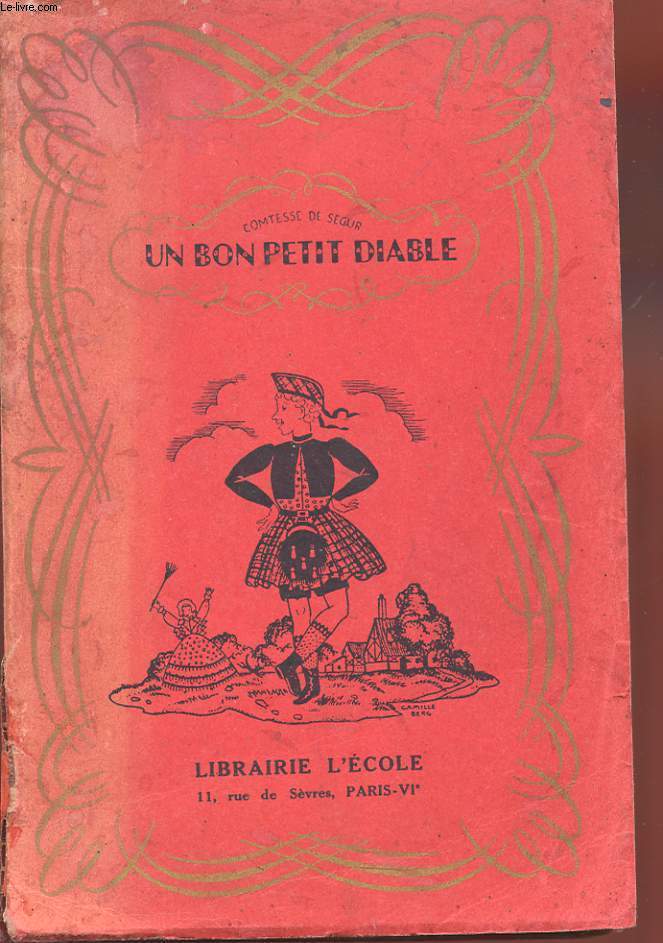 Le-livre.com
COMTESSE DE SEGUR
UN BON PETIT DIABLE
CAMILLE
BERG
LIBRAIRIE L'ÉCOLE
11, rue de Sèvres, PARIS-VIᵉ